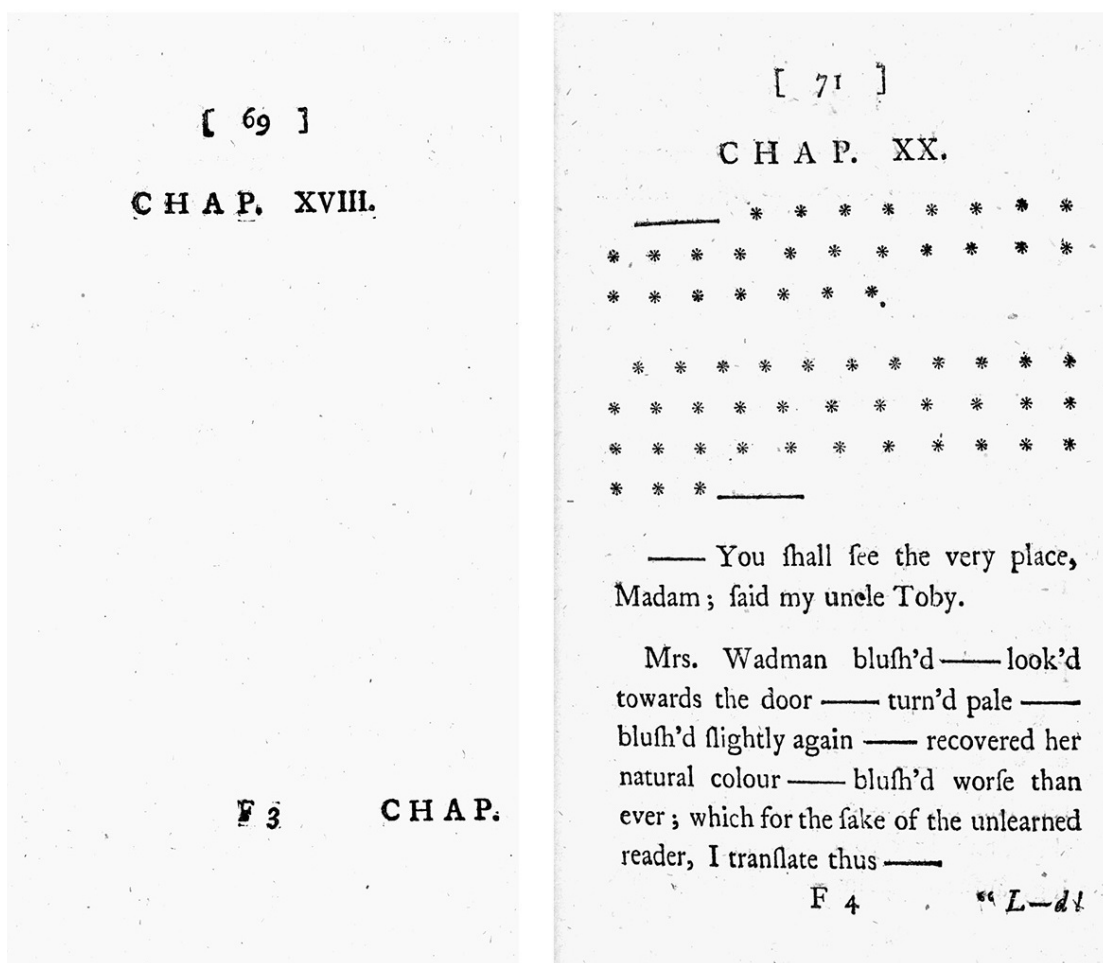 [ 69 ]
CHAP. XVIII.
F 3 CHAP.
[ 71 ]
CHAP. XX.
—— * * * * * * * *
* * * * * * * * * * *
* * * * * * *.
* * * * * * * * * * *
* * * * * * * * * * *
* * * * * * * * * * *
* * * ——
—— You ſhall ſee the very place,
Madam; ſaid my uncle Toby.
Mrs. Wadman bluſh'd —— look'd
towards the door —— turn'd pale ——
bluſh'd ſlightly again —— recovered her
natural colour —— bluſh'd worſe than
ever; which for the ſake of the unlearned
reader, I tranſlate thus ——
F 4 “ L—d!